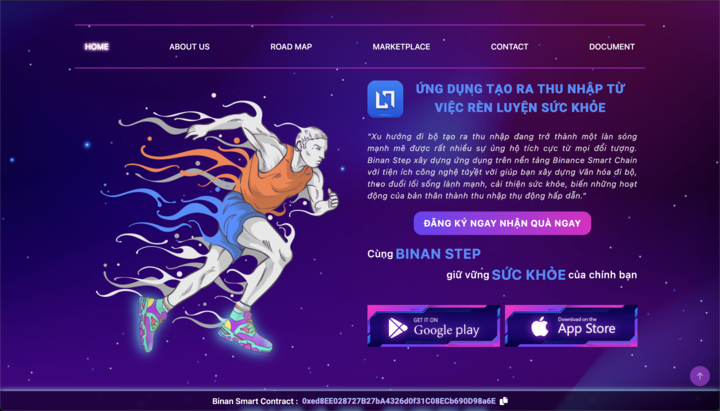 HOME
ABOUT US
ROAD MAP
MARKETPLACE
CONTACT
DOCUMENT
ỨNG DỤNG TẠO RA THU NHẬP TỪ
VIỆC RÈN LUYỆN SỨC KHỎE
"Xu hướng đi bộ tạo ra thu nhập đang trở thành một làn sóng
mạnh mẽ được rất nhiều sự ủng hộ tích cực từ mọi đối tượng.
Binan Step xây dựng ứng dụng trên nền tảng Binance Smart Chain
với tiện ích công nghệ tuyệt vời giúp bạn xây dựng Văn hóa đi bộ,
theo đuổi lối sống lành mạnh, cải thiện sức khỏe, biến những hoạt
động của bản thân thành thu nhập thụ động hấp dẫn."
ĐĂNG KÝ NGAY NHẬN QUÀ NGAY
Cùng BINAN STEP
giữ vững SỨC KHỎE của chính bạn
GET IT ON
Google play
Download on the
App Store
Binan Smart Contract : 0xed8EE028727B27bA4326d0f31C08ECb690D98a6E